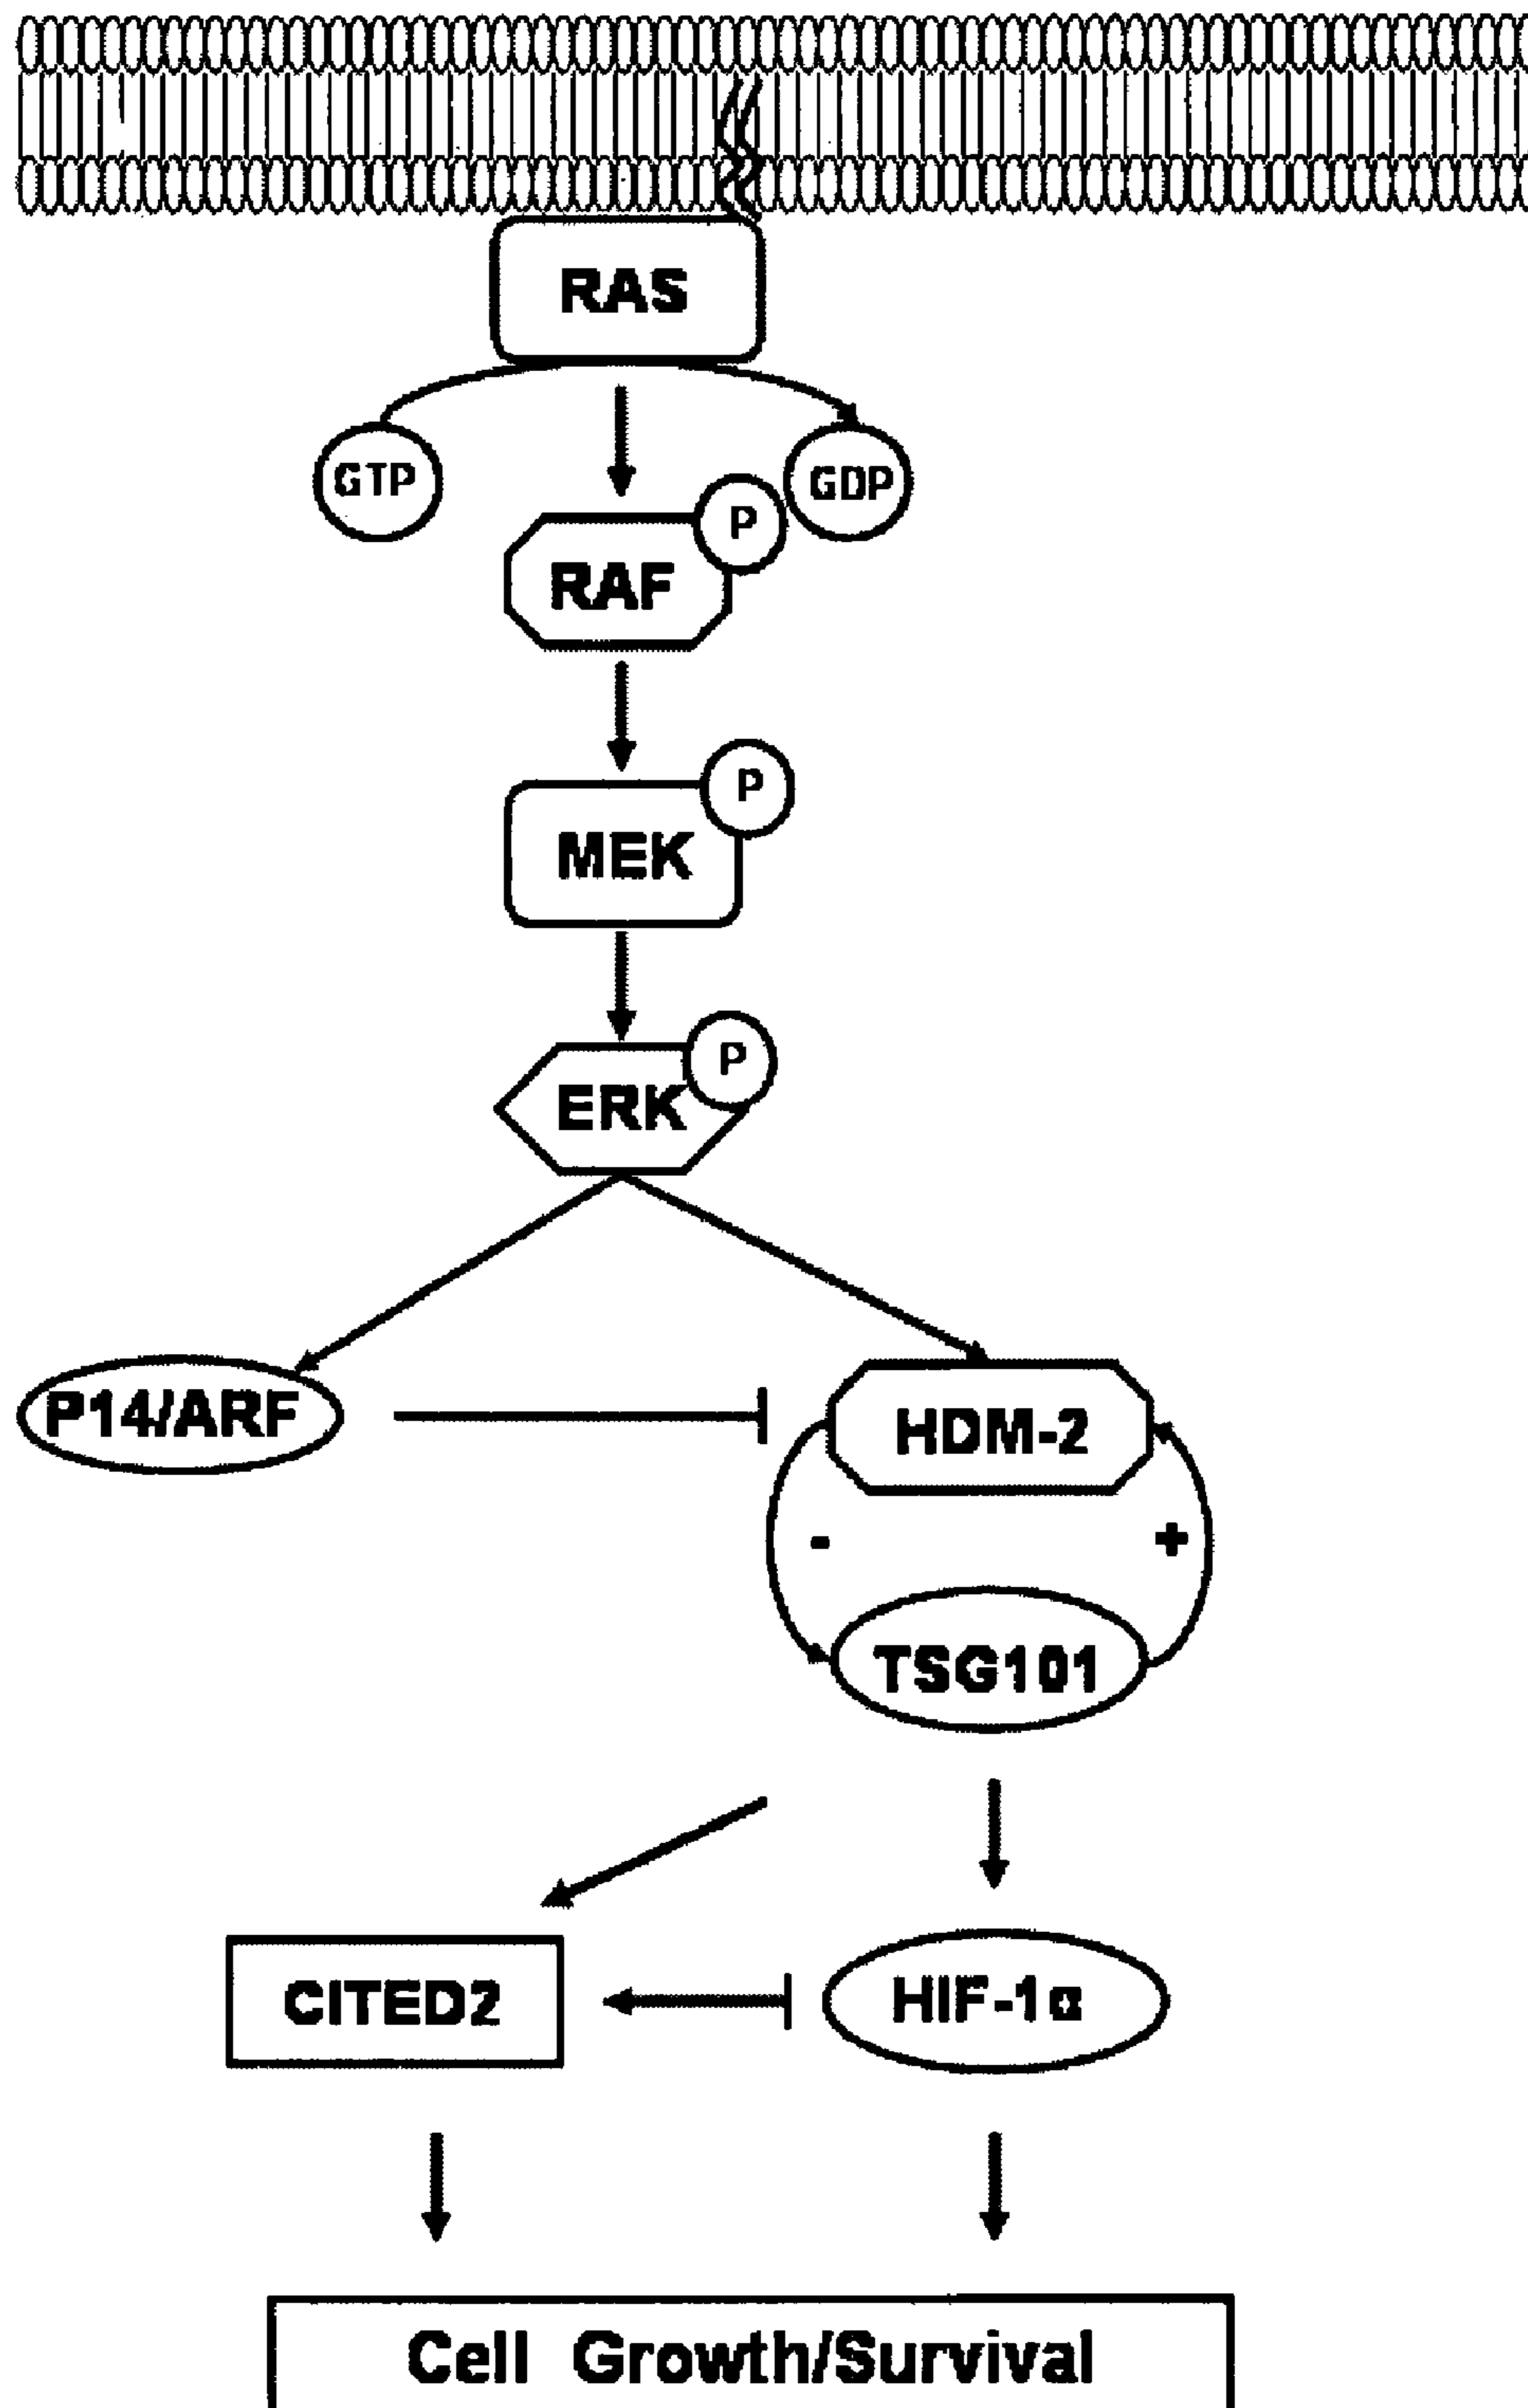 RAS
GTP
GDP
P
RAF
P
MEK
P
ERK
P14/ARF
HDM-2
- +
TSG101
CITED2
HIF-1α
Cell Growth/Survival